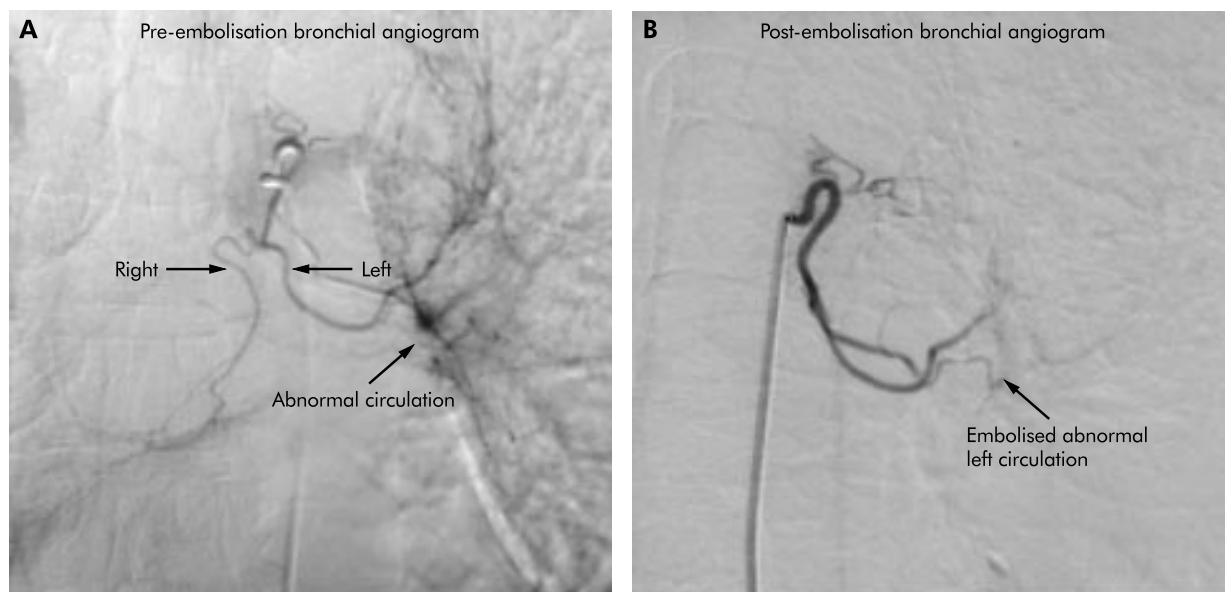 A
Pre-embolisation bronchial angiogram
Right
Left
Abnormal circulation
B
Post-embolisation bronchial angiogram
Embolised abnormal
left circulation